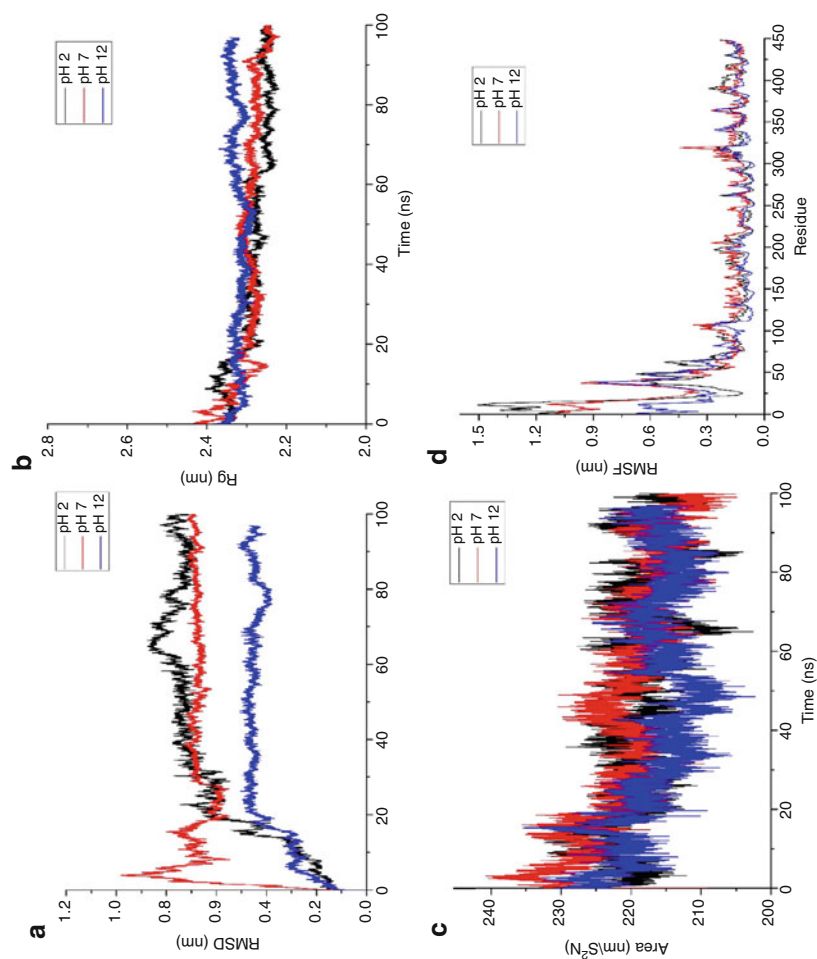 a
pH 2
pH 7
pH 12
1.2
1.0
0.8
0.6
0.4
0.2
0.0
RMSD (nm)
0
20
40
60
80
100
b
pH 2
pH 7
pH 12
2.8
2.6
2.4
2.2
2.0
Rg (nm)
0
20
40
60
80
100
Time (ns)
c
pH 2
pH 7
pH 12
240
230
220
210
200
Area (nm\S²N)
0
20
40
60
80
100
Time (ns)
d
pH 2
pH 7
pH 12
1.5
1.2
0.9
0.6
0.3
0.0
RMSF (nm)
0
50
100
150
200
250
300
350
400
450
Residue